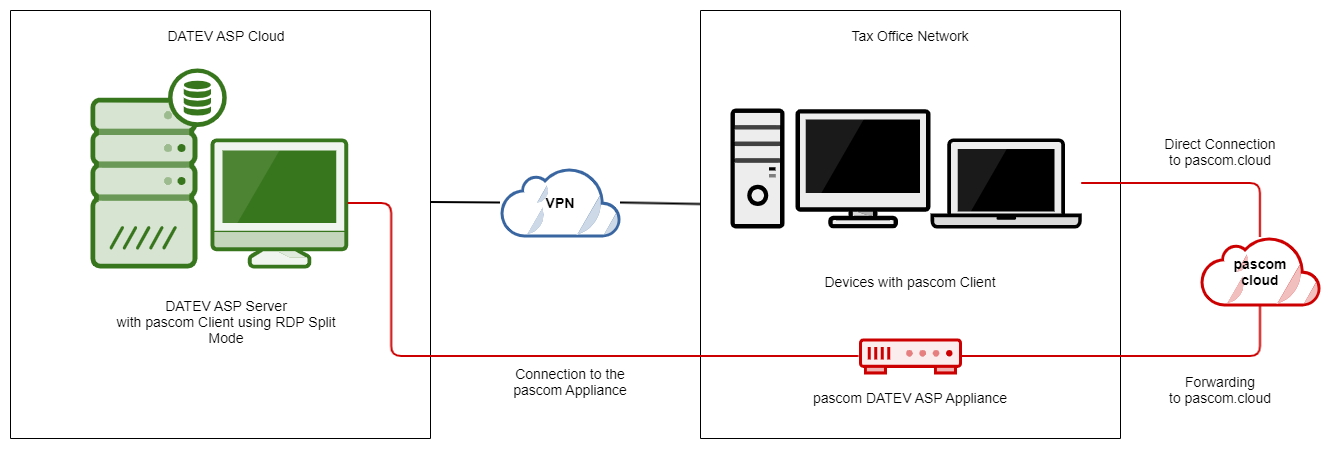 DATEV ASP Cloud
Tax Office Network
Direct Connection
to pascom.cloud
VPN
pascom
cloud
Devices with pascom Client
DATEV ASP Server
with pascom Client using RDP Split
Mode
Connection to the
pascom Appliance
pascom DATEV ASP Appliance
Forwarding
to pascom.cloud